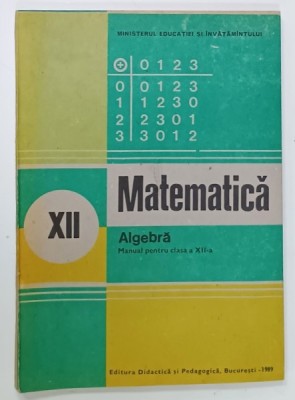 MINISTERUL EDUCAȚIEI ȘI ÎNVĂȚĂMÎNTULUI
⊕ 0 1 2 3
0 0 1 2 3
1 1 2 3 0
2 2 3 0 1
3 3 0 1 2
XII
Matematică
Algebră
Manual pentru clasa a XII-a
Editura Didactică și Pedagogică, București - 1989